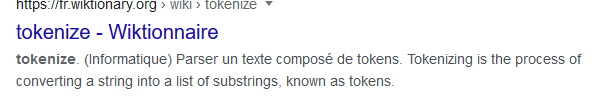 https://fr.wiktionary.org › wiki › tokenize
tokenize - Wiktionnaire
tokenize. (Informatique) Parser un texte composé de tokens. Tokenizing is the process of
converting a string into a list of substrings, known as tokens.